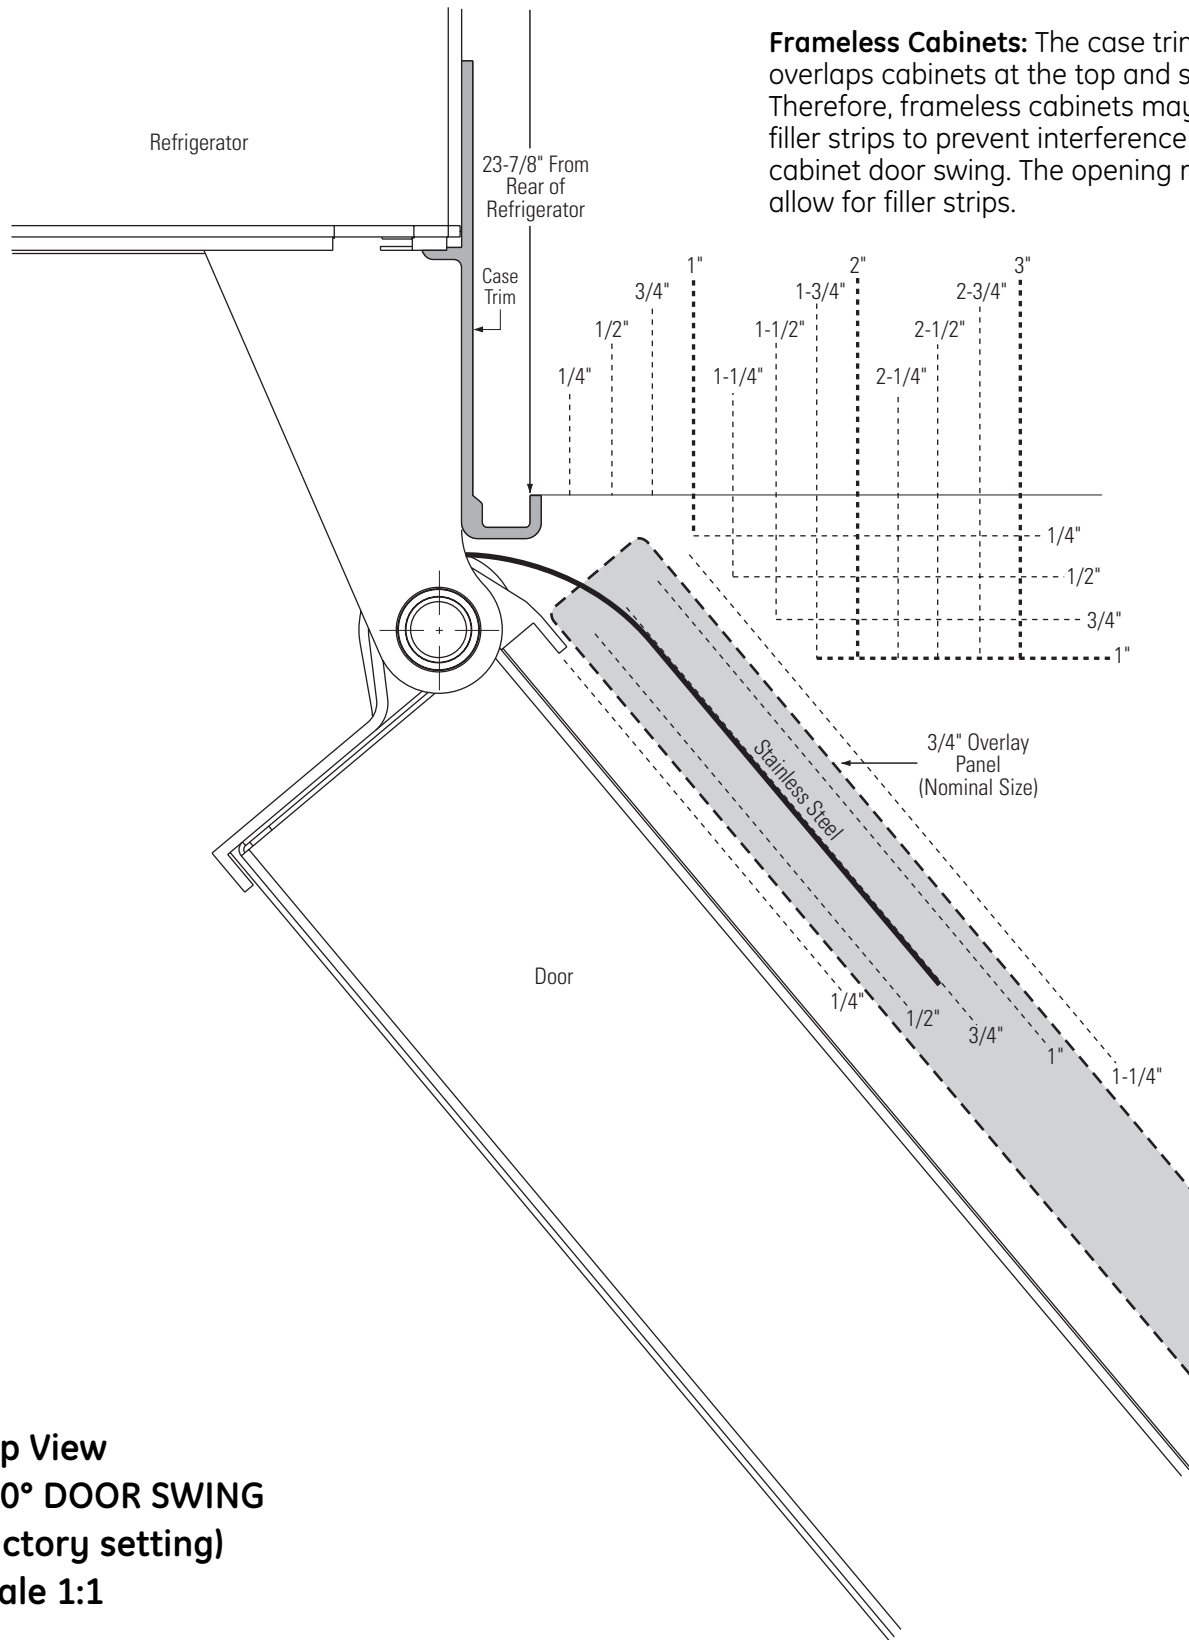 Frameless Cabinets: The case trim
overlaps cabinets at the top and s
Therefore, frameless cabinets may
filler strips to prevent interference
cabinet door swing. The opening
allow for filler strips.
Refrigerator
23-7/8" From
Rear of
Refrigerator
Case
Trim
1"
2"
3"
3/4"
1-3/4"
2-3/4"
1/2"
1-1/2"
2-1/2"
1/4"
1-1/4"
2-1/4"
1/4"
1/2"
3/4"
1"
3/4" Overlay
Panel
(Nominal Size)
Stainless Steel
Door
1/4"
1/2"
3/4"
1"
1-1/4"
p View
0° DOOR SWING
ctory setting)
ale 1:1